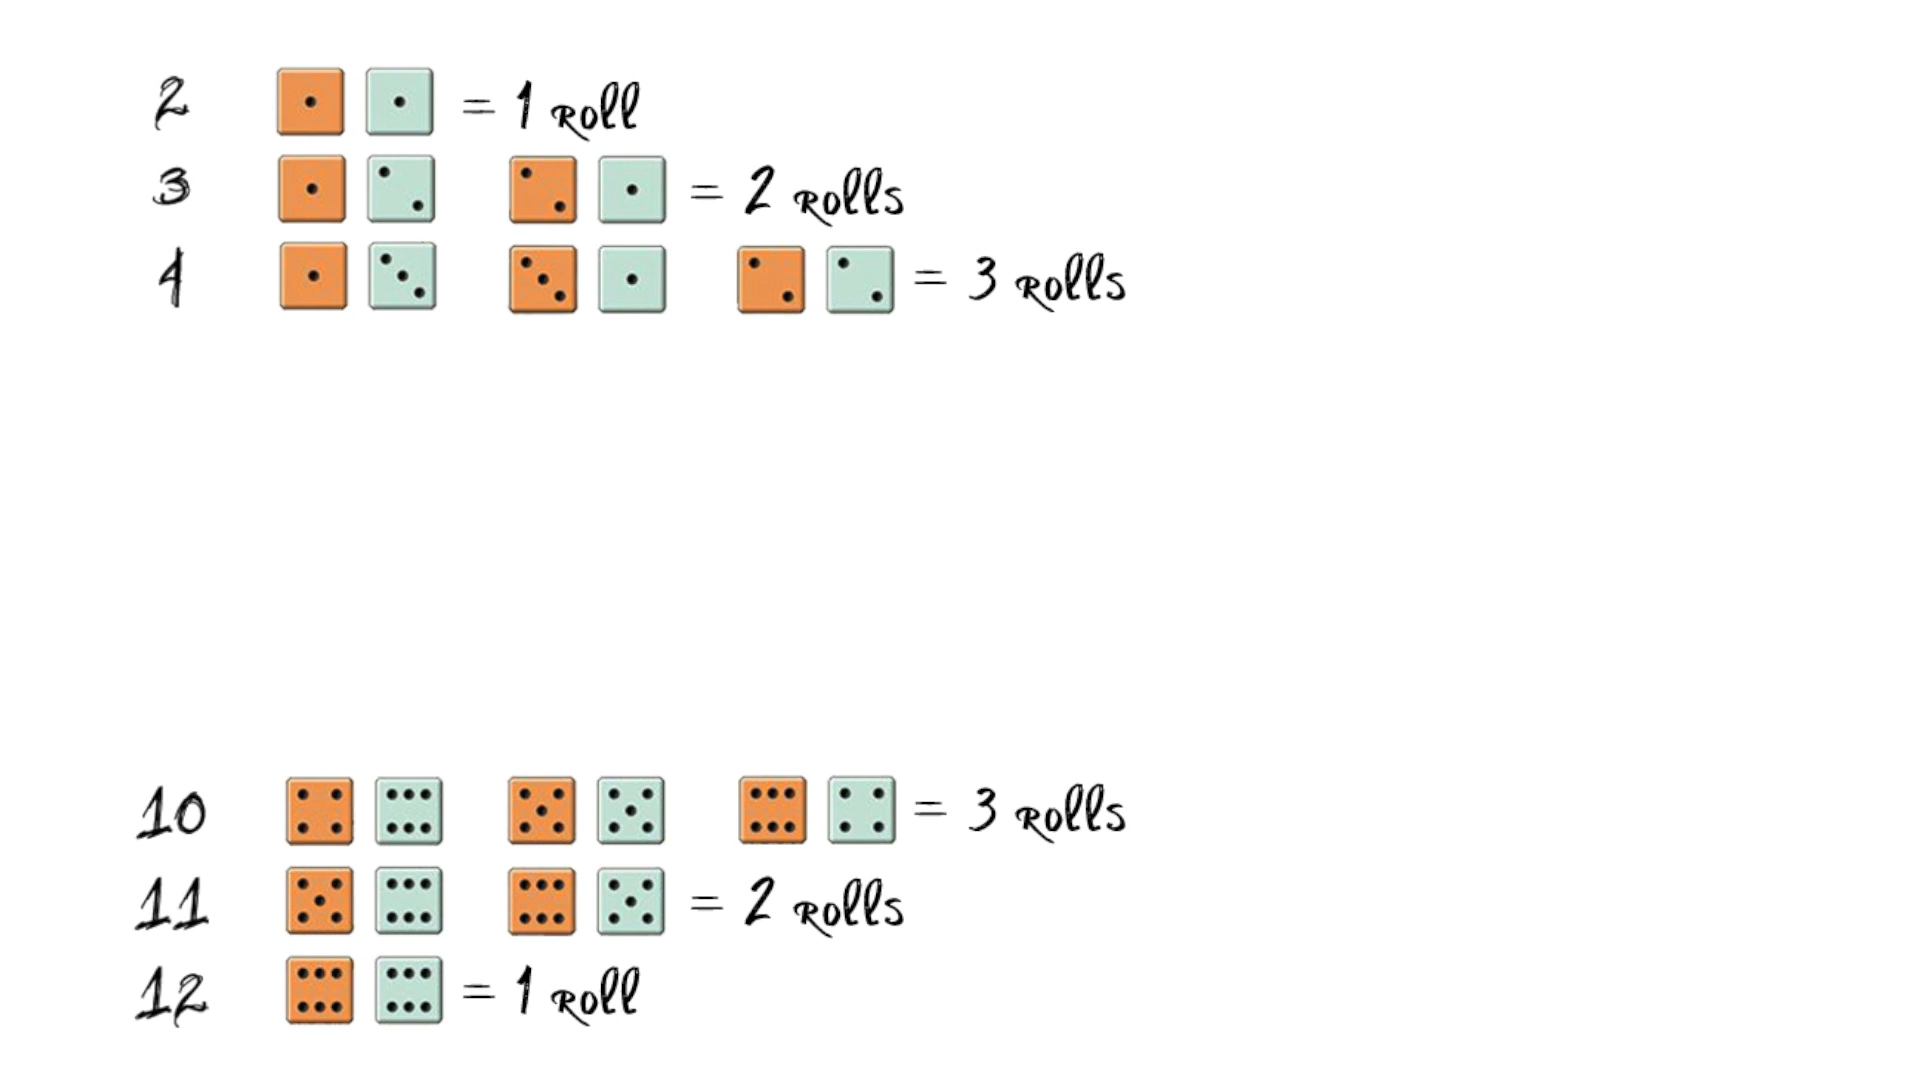 2 = 1 Roll
3 = 2 Rolls
4 = 3 Rolls
10 = 3 Rolls
11 = 2 Rolls
12 = 1 Roll